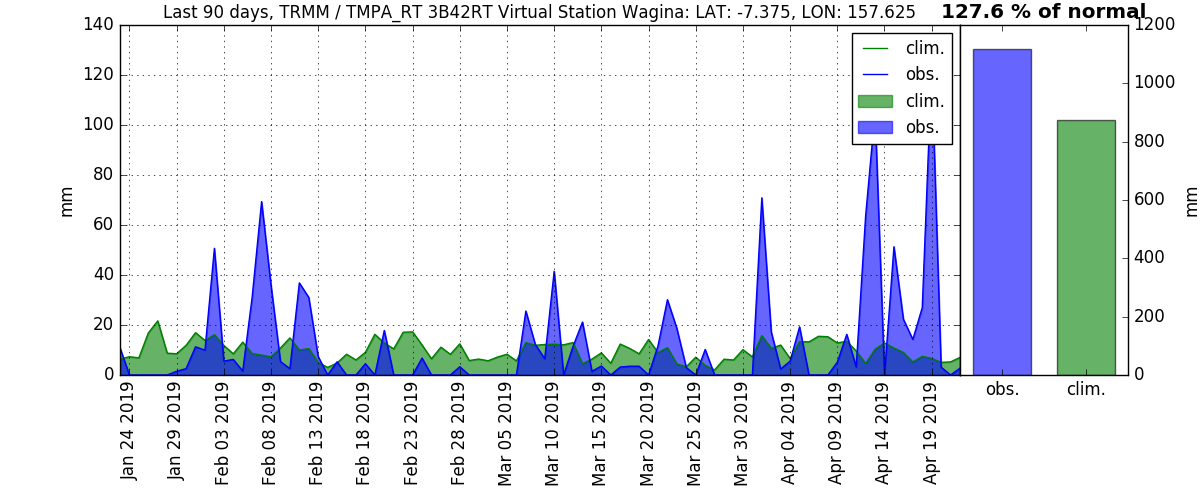 Last 90 days, TRMM / TMPA_RT 3B42RT Virtual Station Wagina: LAT: -7.375, LON: 157.625
127.6 % of normal
clim.
obs.
clim.
obs.
mm
140
120
100
80
60
40
20
0
1200
1000
800
600
400
200
0
mm
Jan 24 2019
Jan 29 2019
Feb 03 2019
Feb 08 2019
Feb 13 2019
Feb 18 2019
Feb 23 2019
Feb 28 2019
Mar 05 2019
Mar 10 2019
Mar 15 2019
Mar 20 2019
Mar 25 2019
Mar 30 2019
Apr 04 2019
Apr 09 2019
Apr 14 2019
Apr 19 2019
obs.
clim.